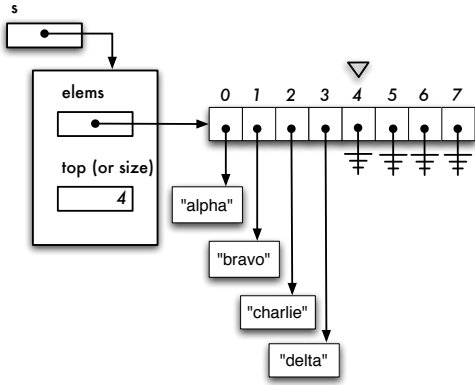 s
elems
top (or size)
4
0 1 2 3 4 5 6 7
"alpha"
"bravo"
"charlie"
"delta"